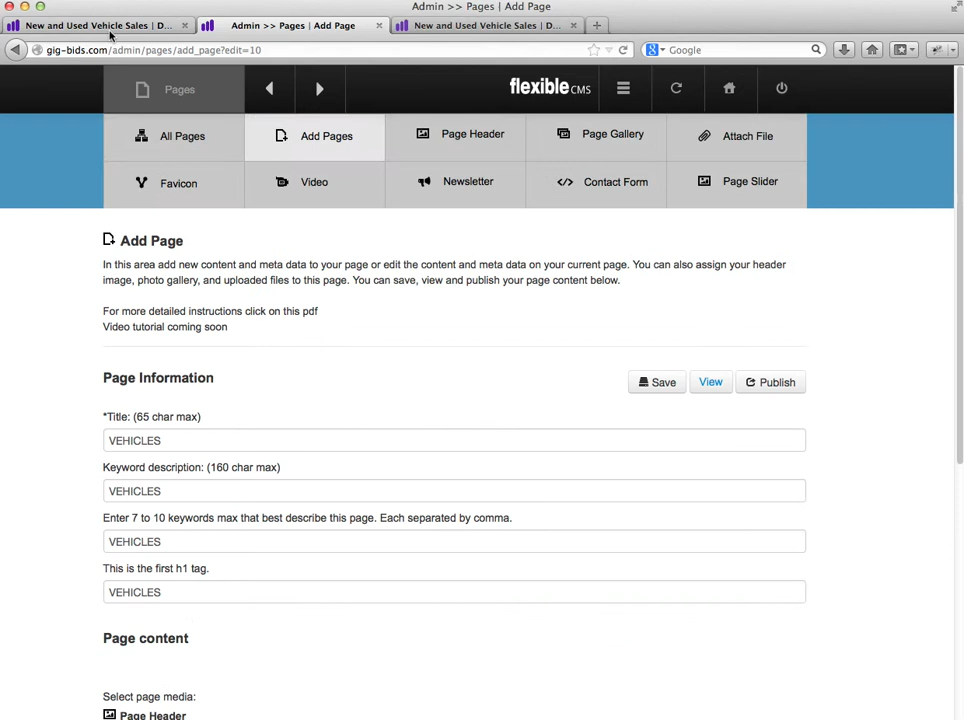 Admin >> Pages | Add Page
New and Used Vehicle Sales | D...
Admin >> Pages | Add Page
New and Used Vehicle Sales | D...
gig-bids.com/admin/pages/add_page?edit=10
Google
Pages
flexible CMS
All Pages
Add Pages
Page Header
Page Gallery
Attach File
Favicon
Video
Newsletter
Contact Form
Page Slider
Add Page
In this area add new content and meta data to your page or edit the content and meta data on your current page. You can also assign your header
image, photo gallery, and uploaded files to this page. You can save, view and publish your page content below.
For more detailed instructions click on this pdf
Video tutorial coming soon
Page Information
Save
View
Publish
*Title: (65 char max)
VEHICLES
Keyword description: (160 char max)
VEHICLES
Enter 7 to 10 keywords max that best describe this page. Each separated by comma.
VEHICLES
This is the first h1 tag.
VEHICLES
Page content
Select page media:
Page Header